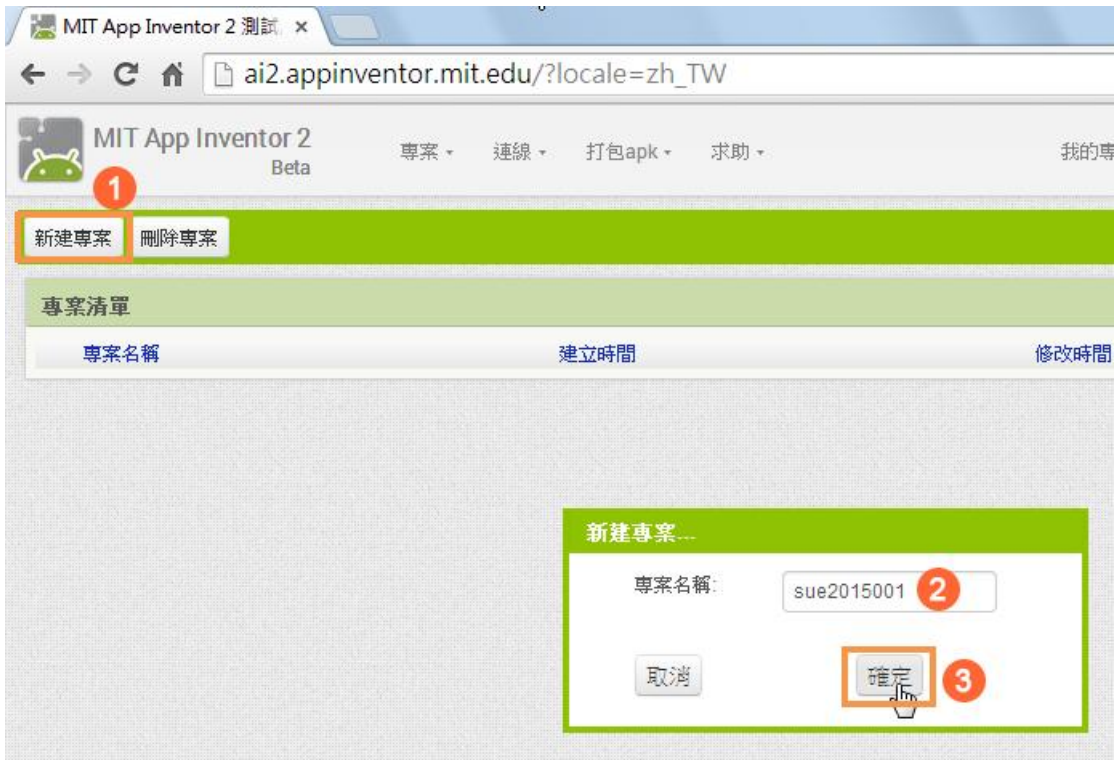 MIT App Inventor 2 測試
ai2.appinventor.mit.edu/?locale=zh_TW
MIT App Inventor 2
Beta
專案 連線 打包apk 求助 我的專
1
新建專案 刪除專案
專案清單
專案名稱 建立時間 修改時間
新建專案...
專案名稱: sue2015001 2
取消 確定 3